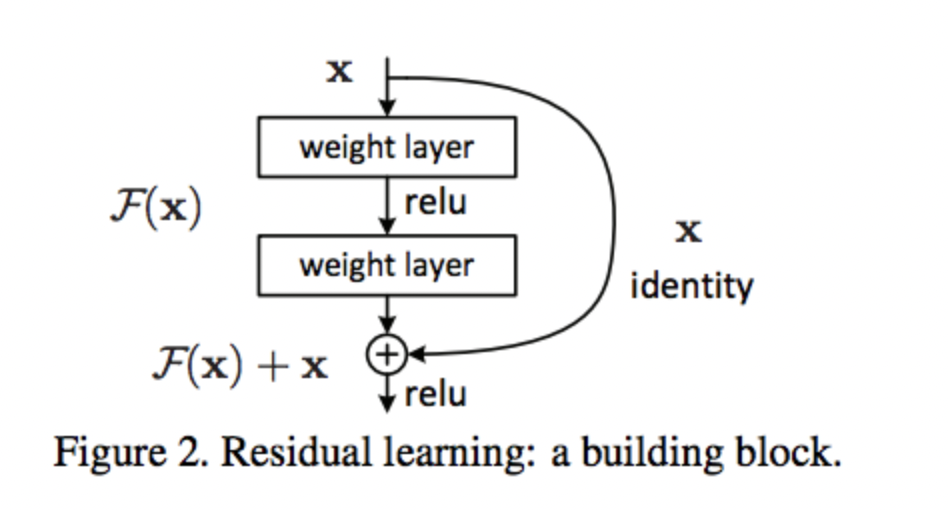 x
weight layer
relu
F(x)
weight layer
x
identity
F(x) + x
relu
Figure 2. Residual learning: a building block.